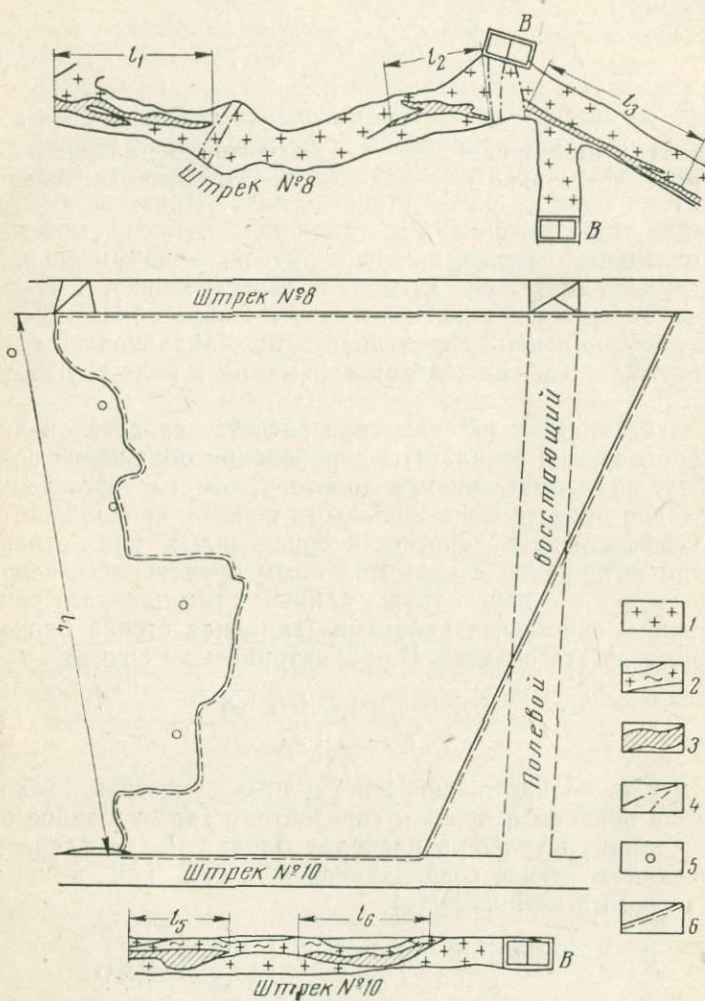 l₁
l₂
B
l₃
Штрек №8
B
Штрек №8
l₄
Полевой восстающий
1
2
3
4
5
6
Штрек №10
l₅
l₆
B
Штрек №10